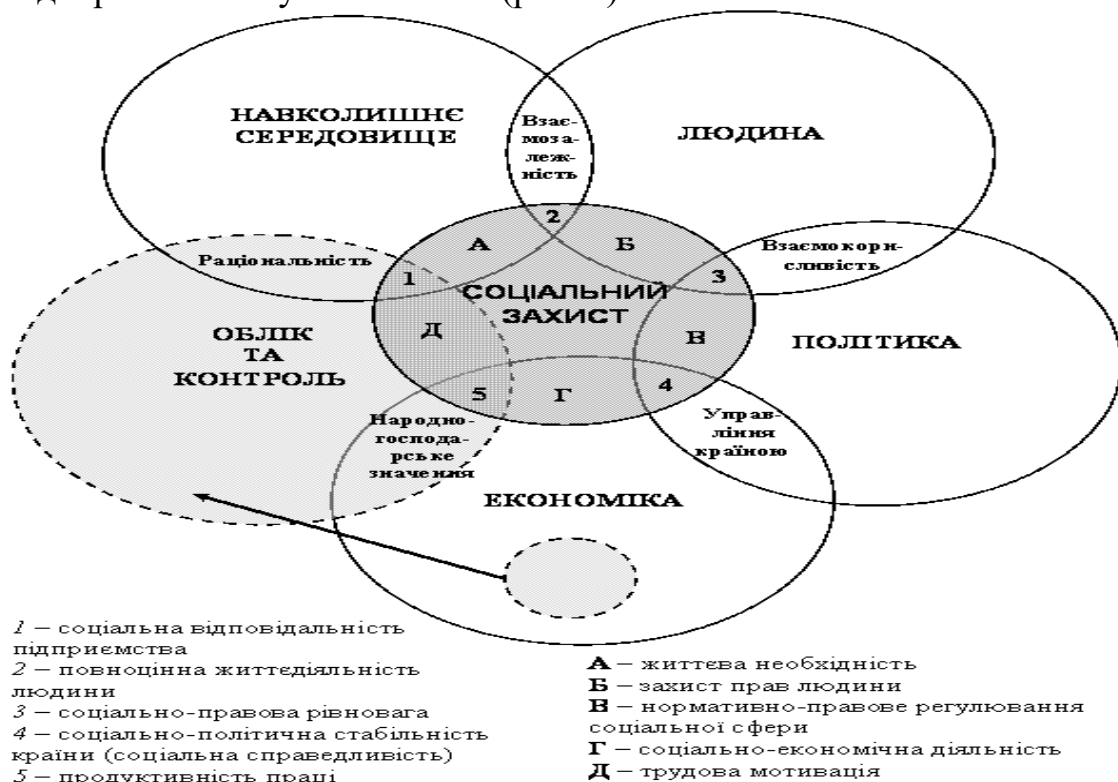 НАВКОЛИШНЄ
СЕРЕДОВИЩЕ
Взає-
моза-
леж-
ність
ЛЮДИНА
2
А
Б
Раціональність
1
3
Взаємокори-
сливість
СОЦІАЛЬНИЙ
ЗАХИСТ
ОБЛІК
ТА
КОНТРОЛЬ
Д
В
ПОЛІТИКА
5
Г
4
Народно-
господа-
рське
значення
Управ-
ління
країною
ЕКОНОМІКА
1 – соціальна відповідальність
підприємства
2 – повноцінна життєдіяльність
людини
3 – соціально-правова рівновага
4 – соціально-політична стабільність
країни (соціальна справедливість)
5 – продуктивність праці
А – життєва необхідність
Б – захист прав людини
В – нормативно-правове регулювання
соціальної сфери
Г – соціально-економічна діяльність
Д – трудова мотивація